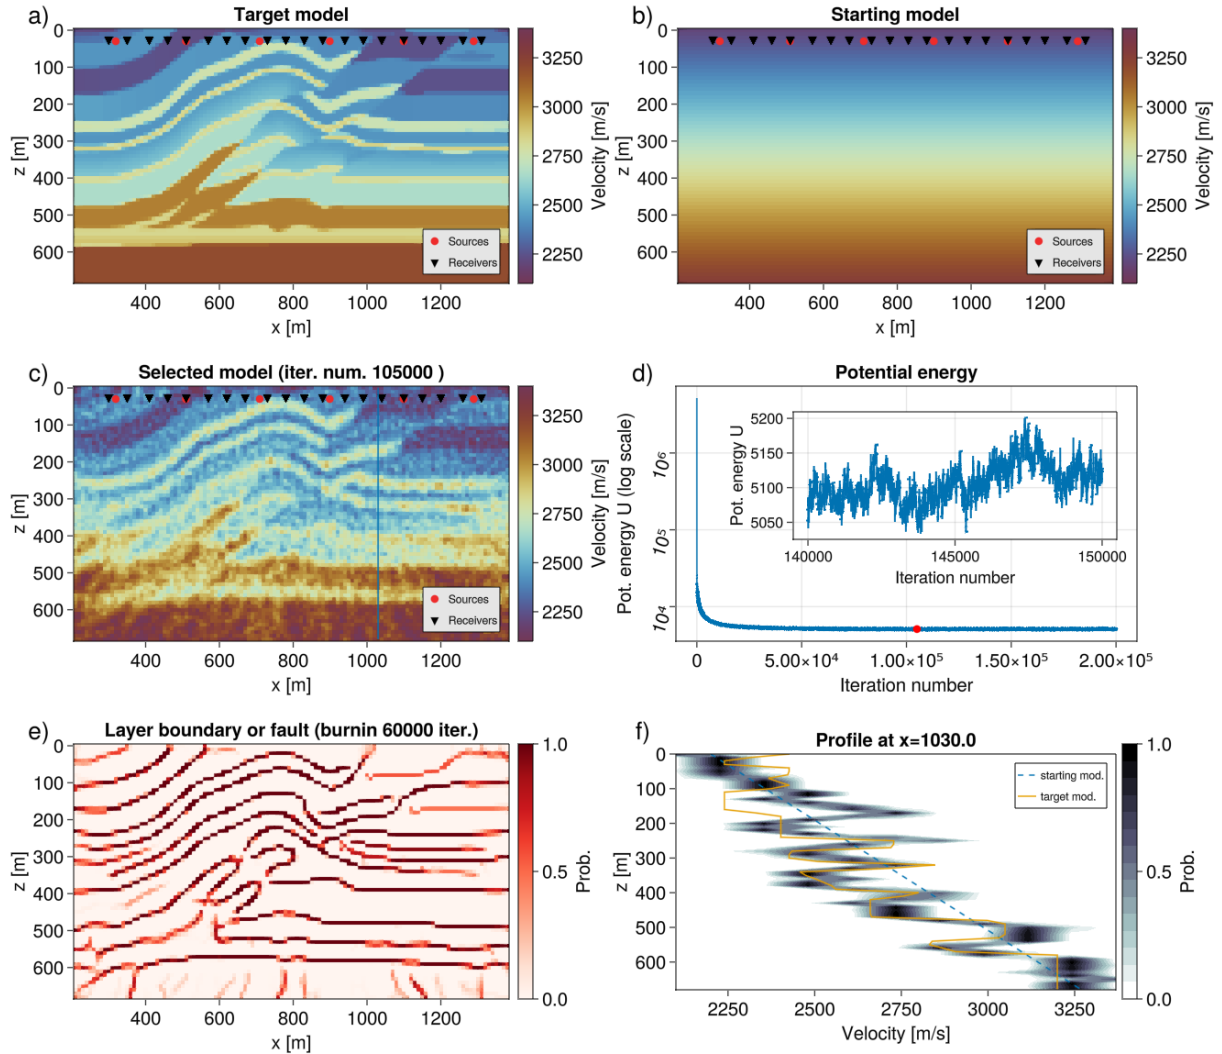 a) Target model
0
100
200
300
400
500
600
z [m]
400 600 800 1000 1200
x [m]
Sources
Receivers
3250
3000
2750
2500
2250
Velocity [m/s]
b) Starting model
0
100
200
300
400
500
600
z [m]
400 600 800 1000 1200
x [m]
Sources
Receivers
3250
3000
2750
2500
2250
Velocity [m/s]
c) Selected model (iter. num. 105000 )
0
100
200
300
400
500
600
z [m]
400 600 800 1000 1200
x [m]
Sources
Receivers
3250
3000
2750
2500
2250
Velocity [m/s]
d) Potential energy
Pot. energy U (log scale)
10⁶
10⁵
10⁴
0 5.00×10⁴ 1.00×10⁵ 1.50×10⁵ 2.00×10⁵
Iteration number
Pot. energy U
5200
5150
5100
5050
140000 145000 150000
Iteration number
e) Layer boundary or fault (burnin 60000 iter.)
0
100
200
300
400
500
600
z [m]
400 600 800 1000 1200
x [m]
1.0
0.5
0.0
Prob.
f) Profile at x=1030.0
0
100
200
300
400
500
600
z [m]
2250 2500 2750 3000 3250
Velocity [m/s]
starting mod.
target mod.
1.0
0.5
0.0
Prob.